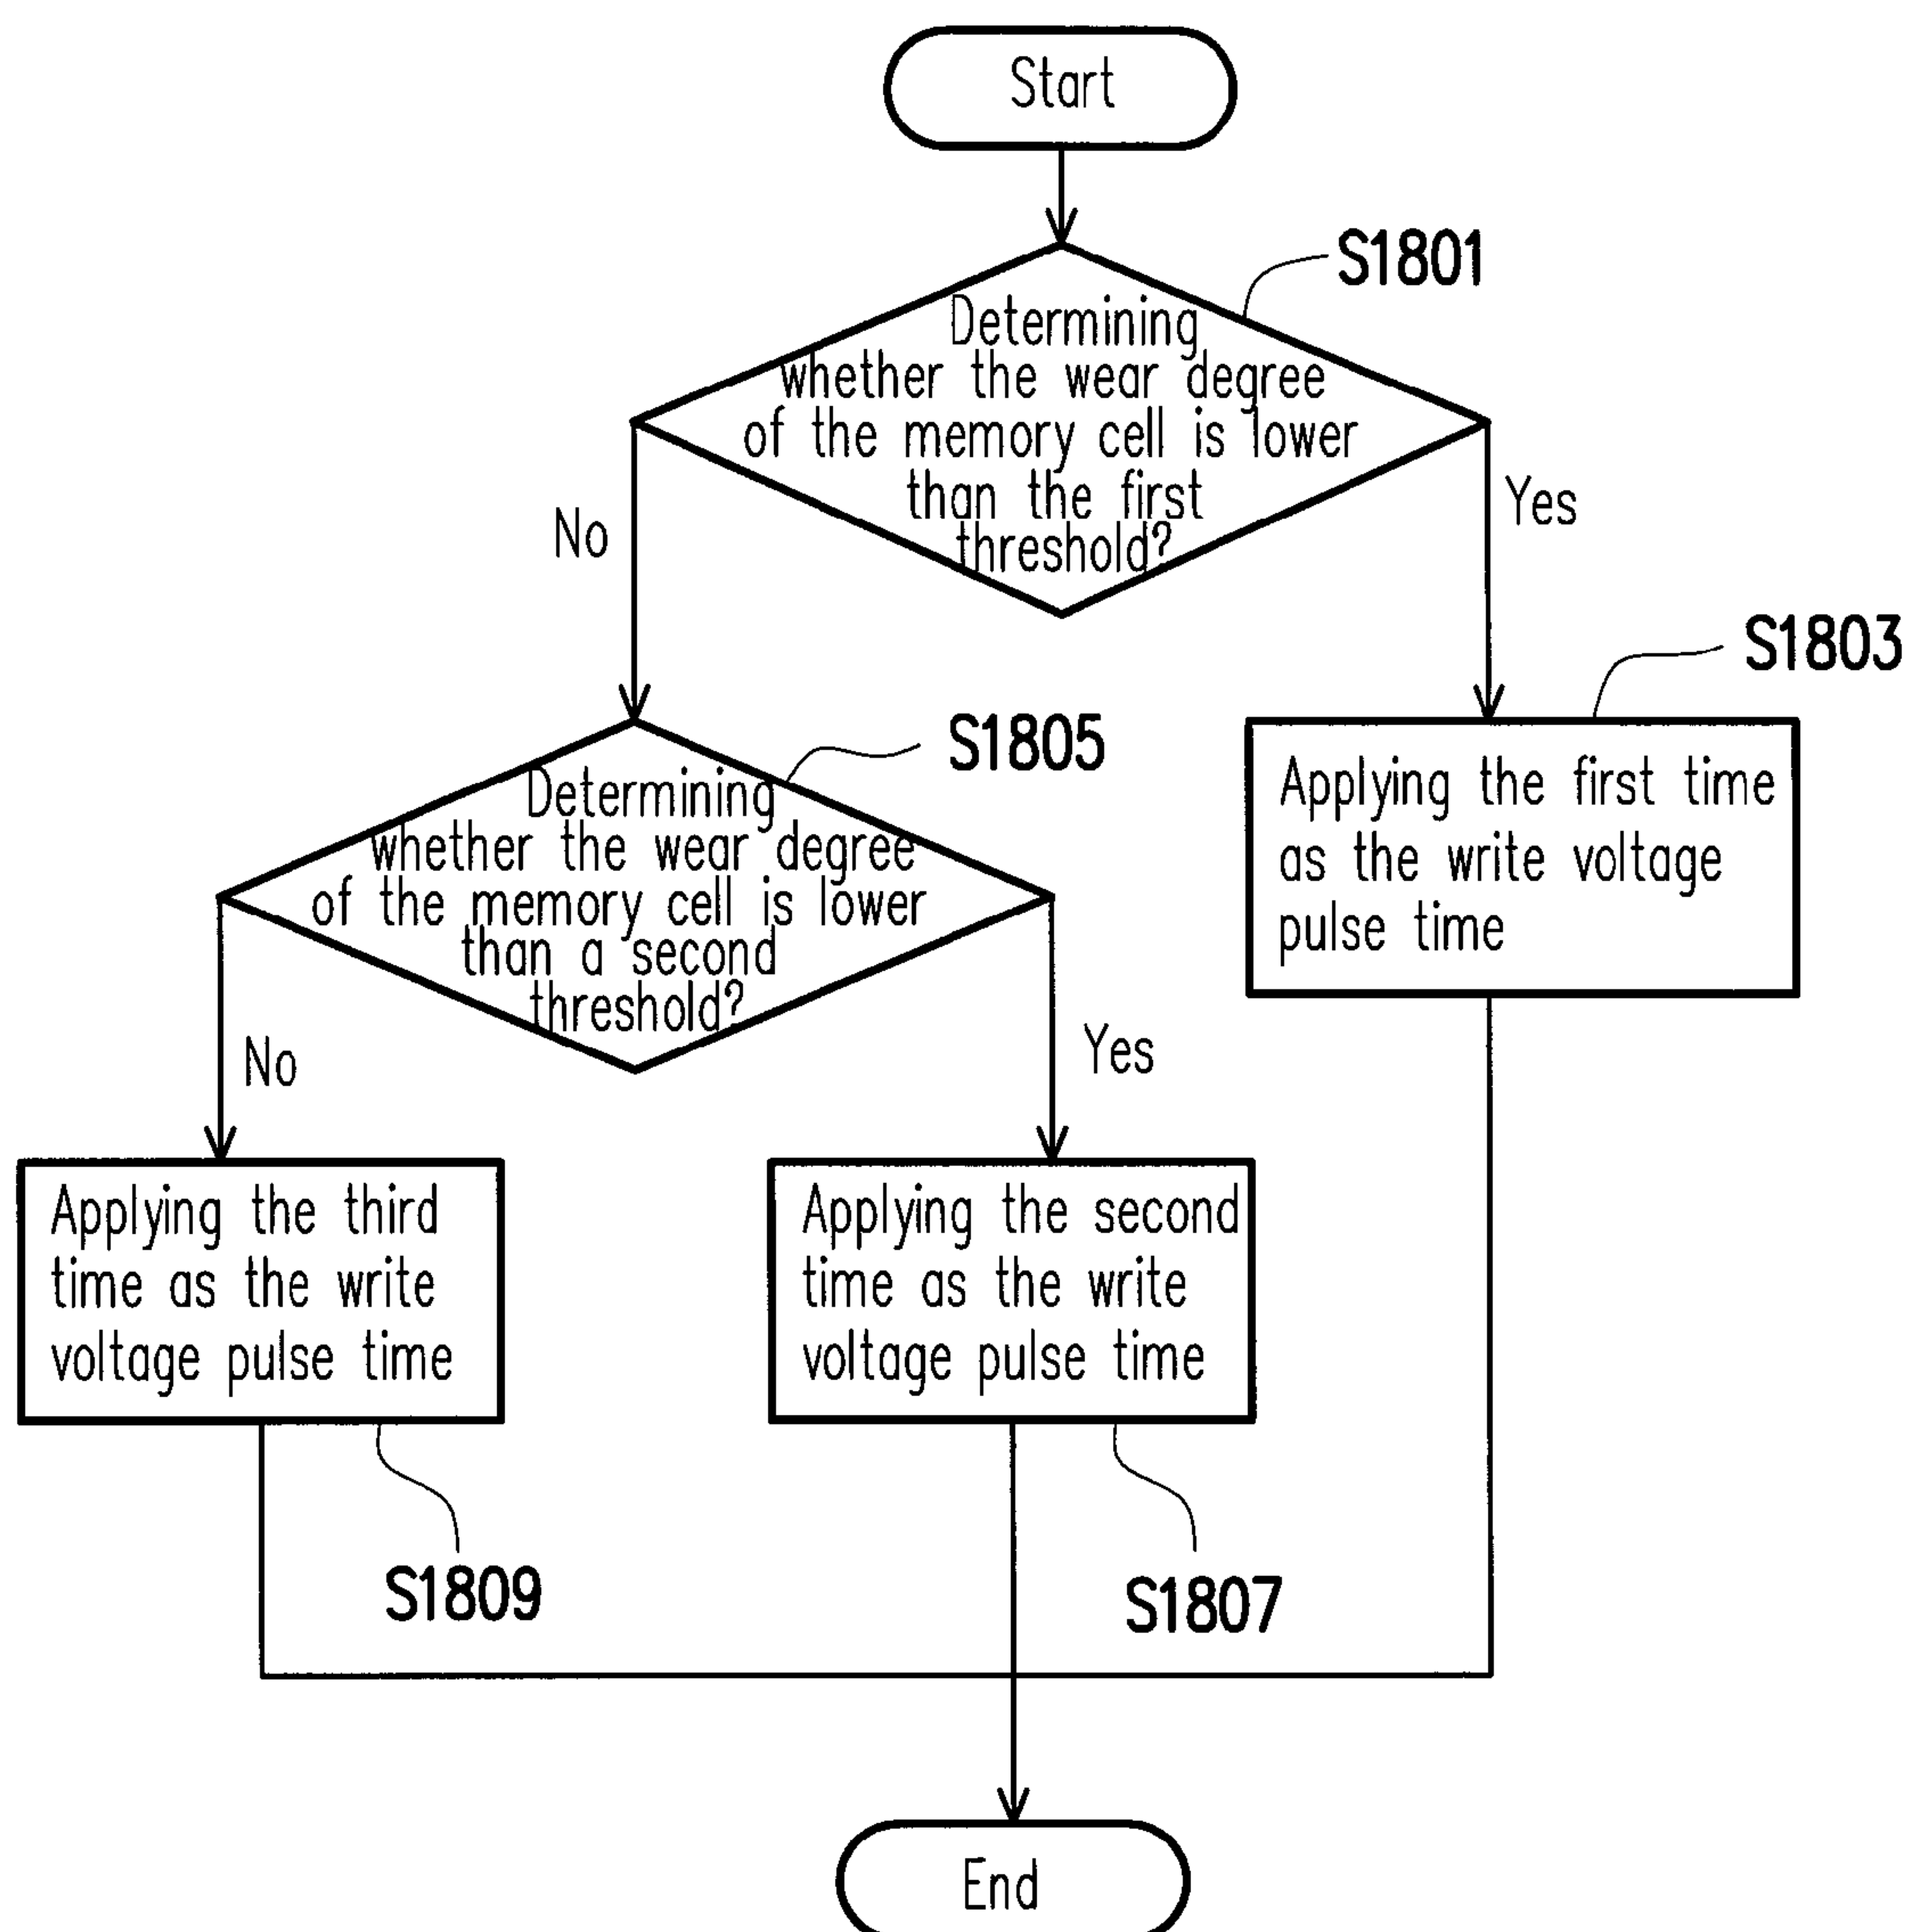 Start
S1801
Determining
whether the wear degree
of the memory cell is lower
than the first
threshold?
No
Yes
S1803
S1805
Applying the first time
as the write voltage
pulse time
Determining
whether the wear degree
of the memory cell is lower
than a second
threshold?
No
Yes
Applying the third
time as the write
voltage pulse time
Applying the second
time as the write
voltage pulse time
S1809
S1807
End